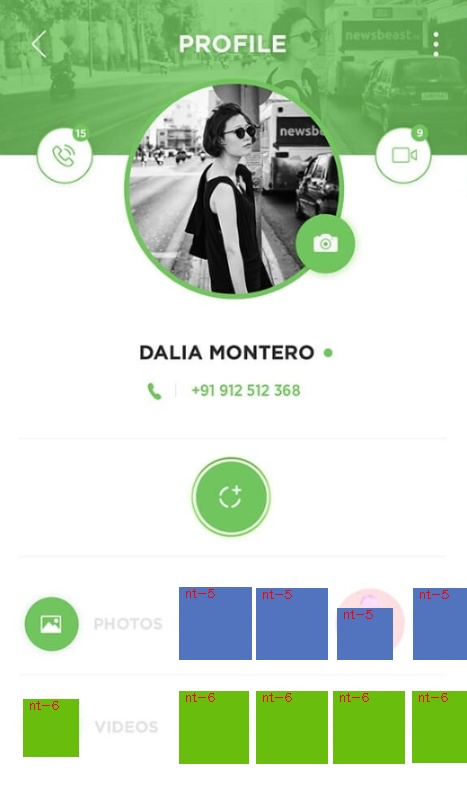 PROFILE
newsbeast
15
9
newsb
DALIA MONTERO
+91 912 512 368
PHOTOS
nt-5 nt-5 nt-5 nt-5
nt-6
VIDEOS
nt-6 nt-6 nt-6 nt-6